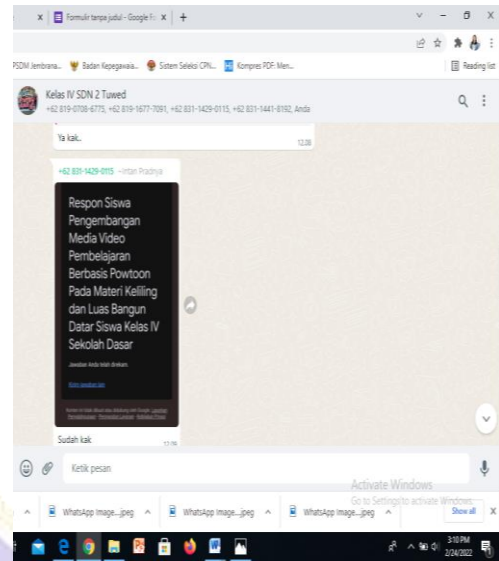 Formulir tanpa judul - Google Fo
PSDM Jembrana...
Badan Kepegawaia...
Sistem Seleksi CPN...
Kompres PDF: Men...
Reading list
Kelas IV SDN 2 Tuwed
+62 819-0708-6775, +62 819-1677-7091, +62 831-1429-0115, +62 831-1441-8192, Anda
Ya kak..
12.08
+62 831-1429-0115 ~Intan Pradnya
Respon Siswa
Pengembangan
Media Video
Pembelajaran
Berbasis Powtoon
Pada Materi Keliling
dan Luas Bangun
Datar Siswa Kelas IV
Sekolah Dasar
Jawaban Anda telah direkam.
Kirim jawaban lain
Sudah kak
12.09
Ketik pesan
Activate Windows
Go to Settings to activate Windows.
WhatsApp Image....jpeg
WhatsApp Image....jpeg
WhatsApp Image....jpeg
Show all
3:10 PM
2/24/2022